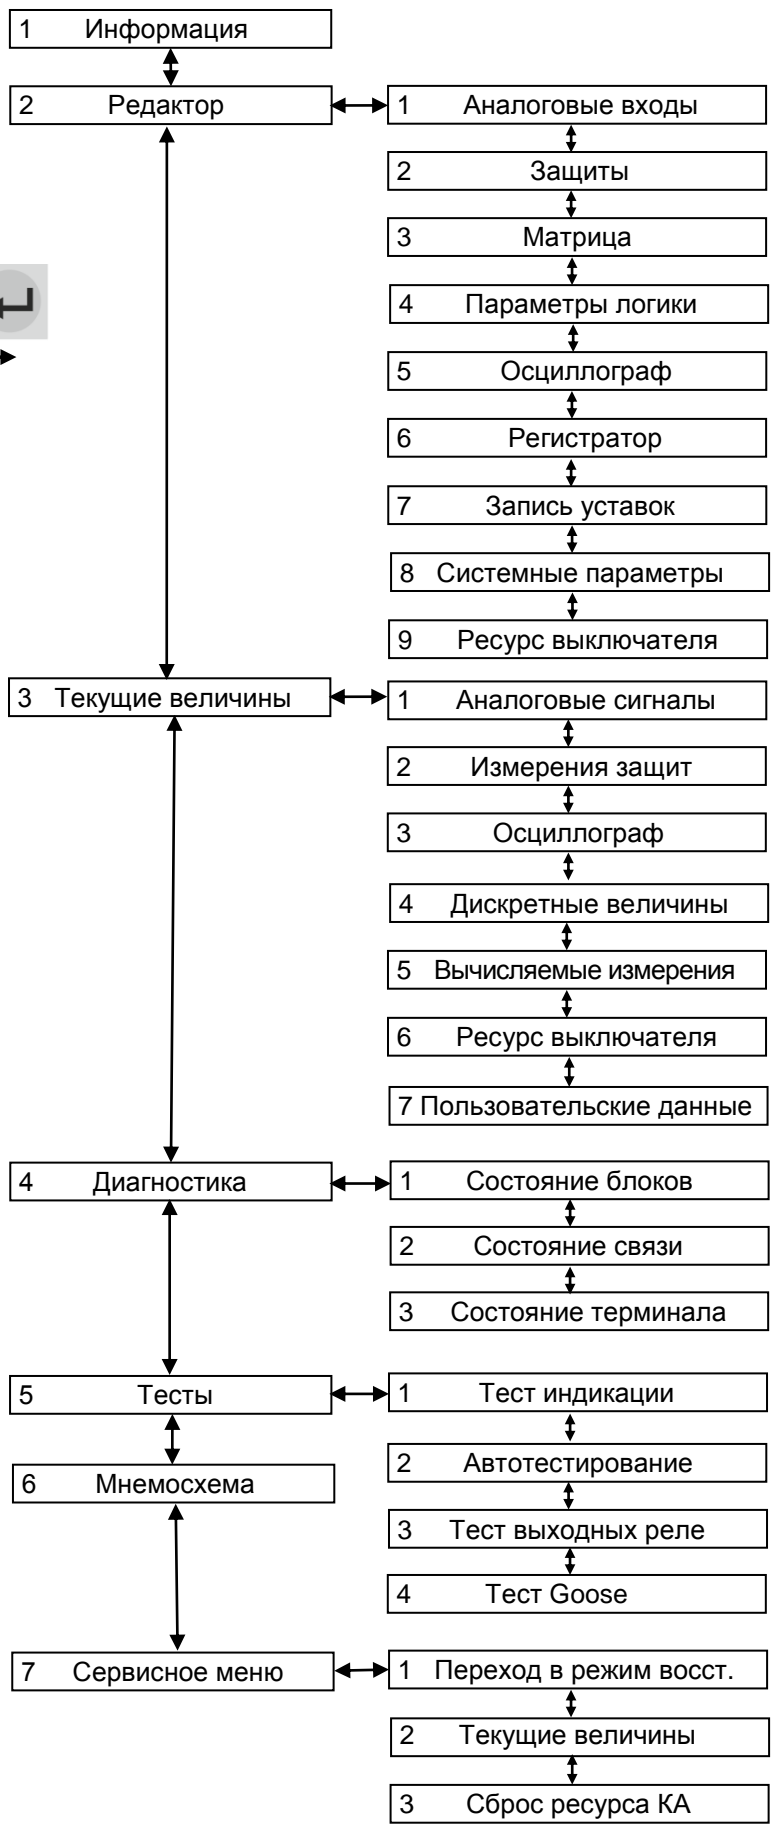 1 Информация
2 Редактор
1 Аналоговые входы
2 Защиты
3 Матрица
4 Параметры логики
5 Осциллограф
6 Регистратор
7 Запись уставок
8 Системные параметры
9 Ресурс выключателя
3 Текущие величины
1 Аналоговые сигналы
2 Измерения защит
3 Осциллограф
4 Дискретные величины
5 Вычисляемые измерения
6 Ресурс выключателя
7 Пользовательские данные
4 Диагностика
1 Состояние блоков
2 Состояние связи
3 Состояние терминала
5 Тесты
1 Тест индикации
2 Автотестирование
3 Тест выходных реле
4 Тест Goose
6 Мнемосхема
7 Сервисное меню
1 Переход в режим восст.
2 Текущие величины
3 Сброс ресурса КА